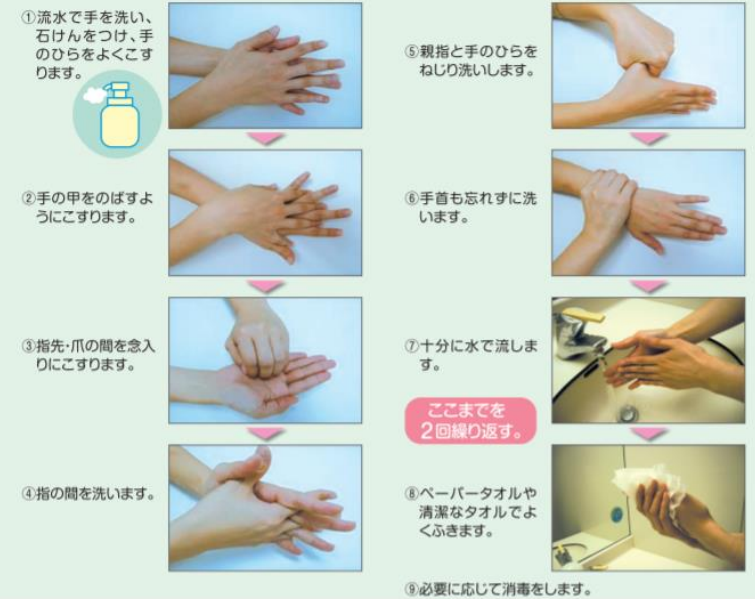 ①流水で手を洗い、
石けんをつけ、手
のひらをよくこす
ります。
②手の甲をのばすよ
うにこすります。
③指先・爪の間を念入
りにこすります。
④指の間を洗います。
⑤親指と手のひらを
ねじり洗いします。
⑥手首も忘れずに洗
います。
⑦十分に水で流しま
す。
ここまでを
2回繰り返す。
⑧ペーパータオルや
清潔なタオルでよ
くふきます。
⑨必要に応じて消毒をします。